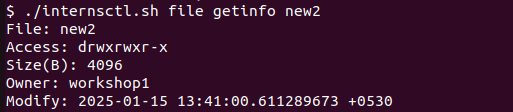 $ ./internsctl.sh file getinfo new2
File: new2
Access: drwxrwxr-x
Size(B): 4096
Owner: workshop1
Modify: 2025-01-15 13:41:00.611289673 +0530